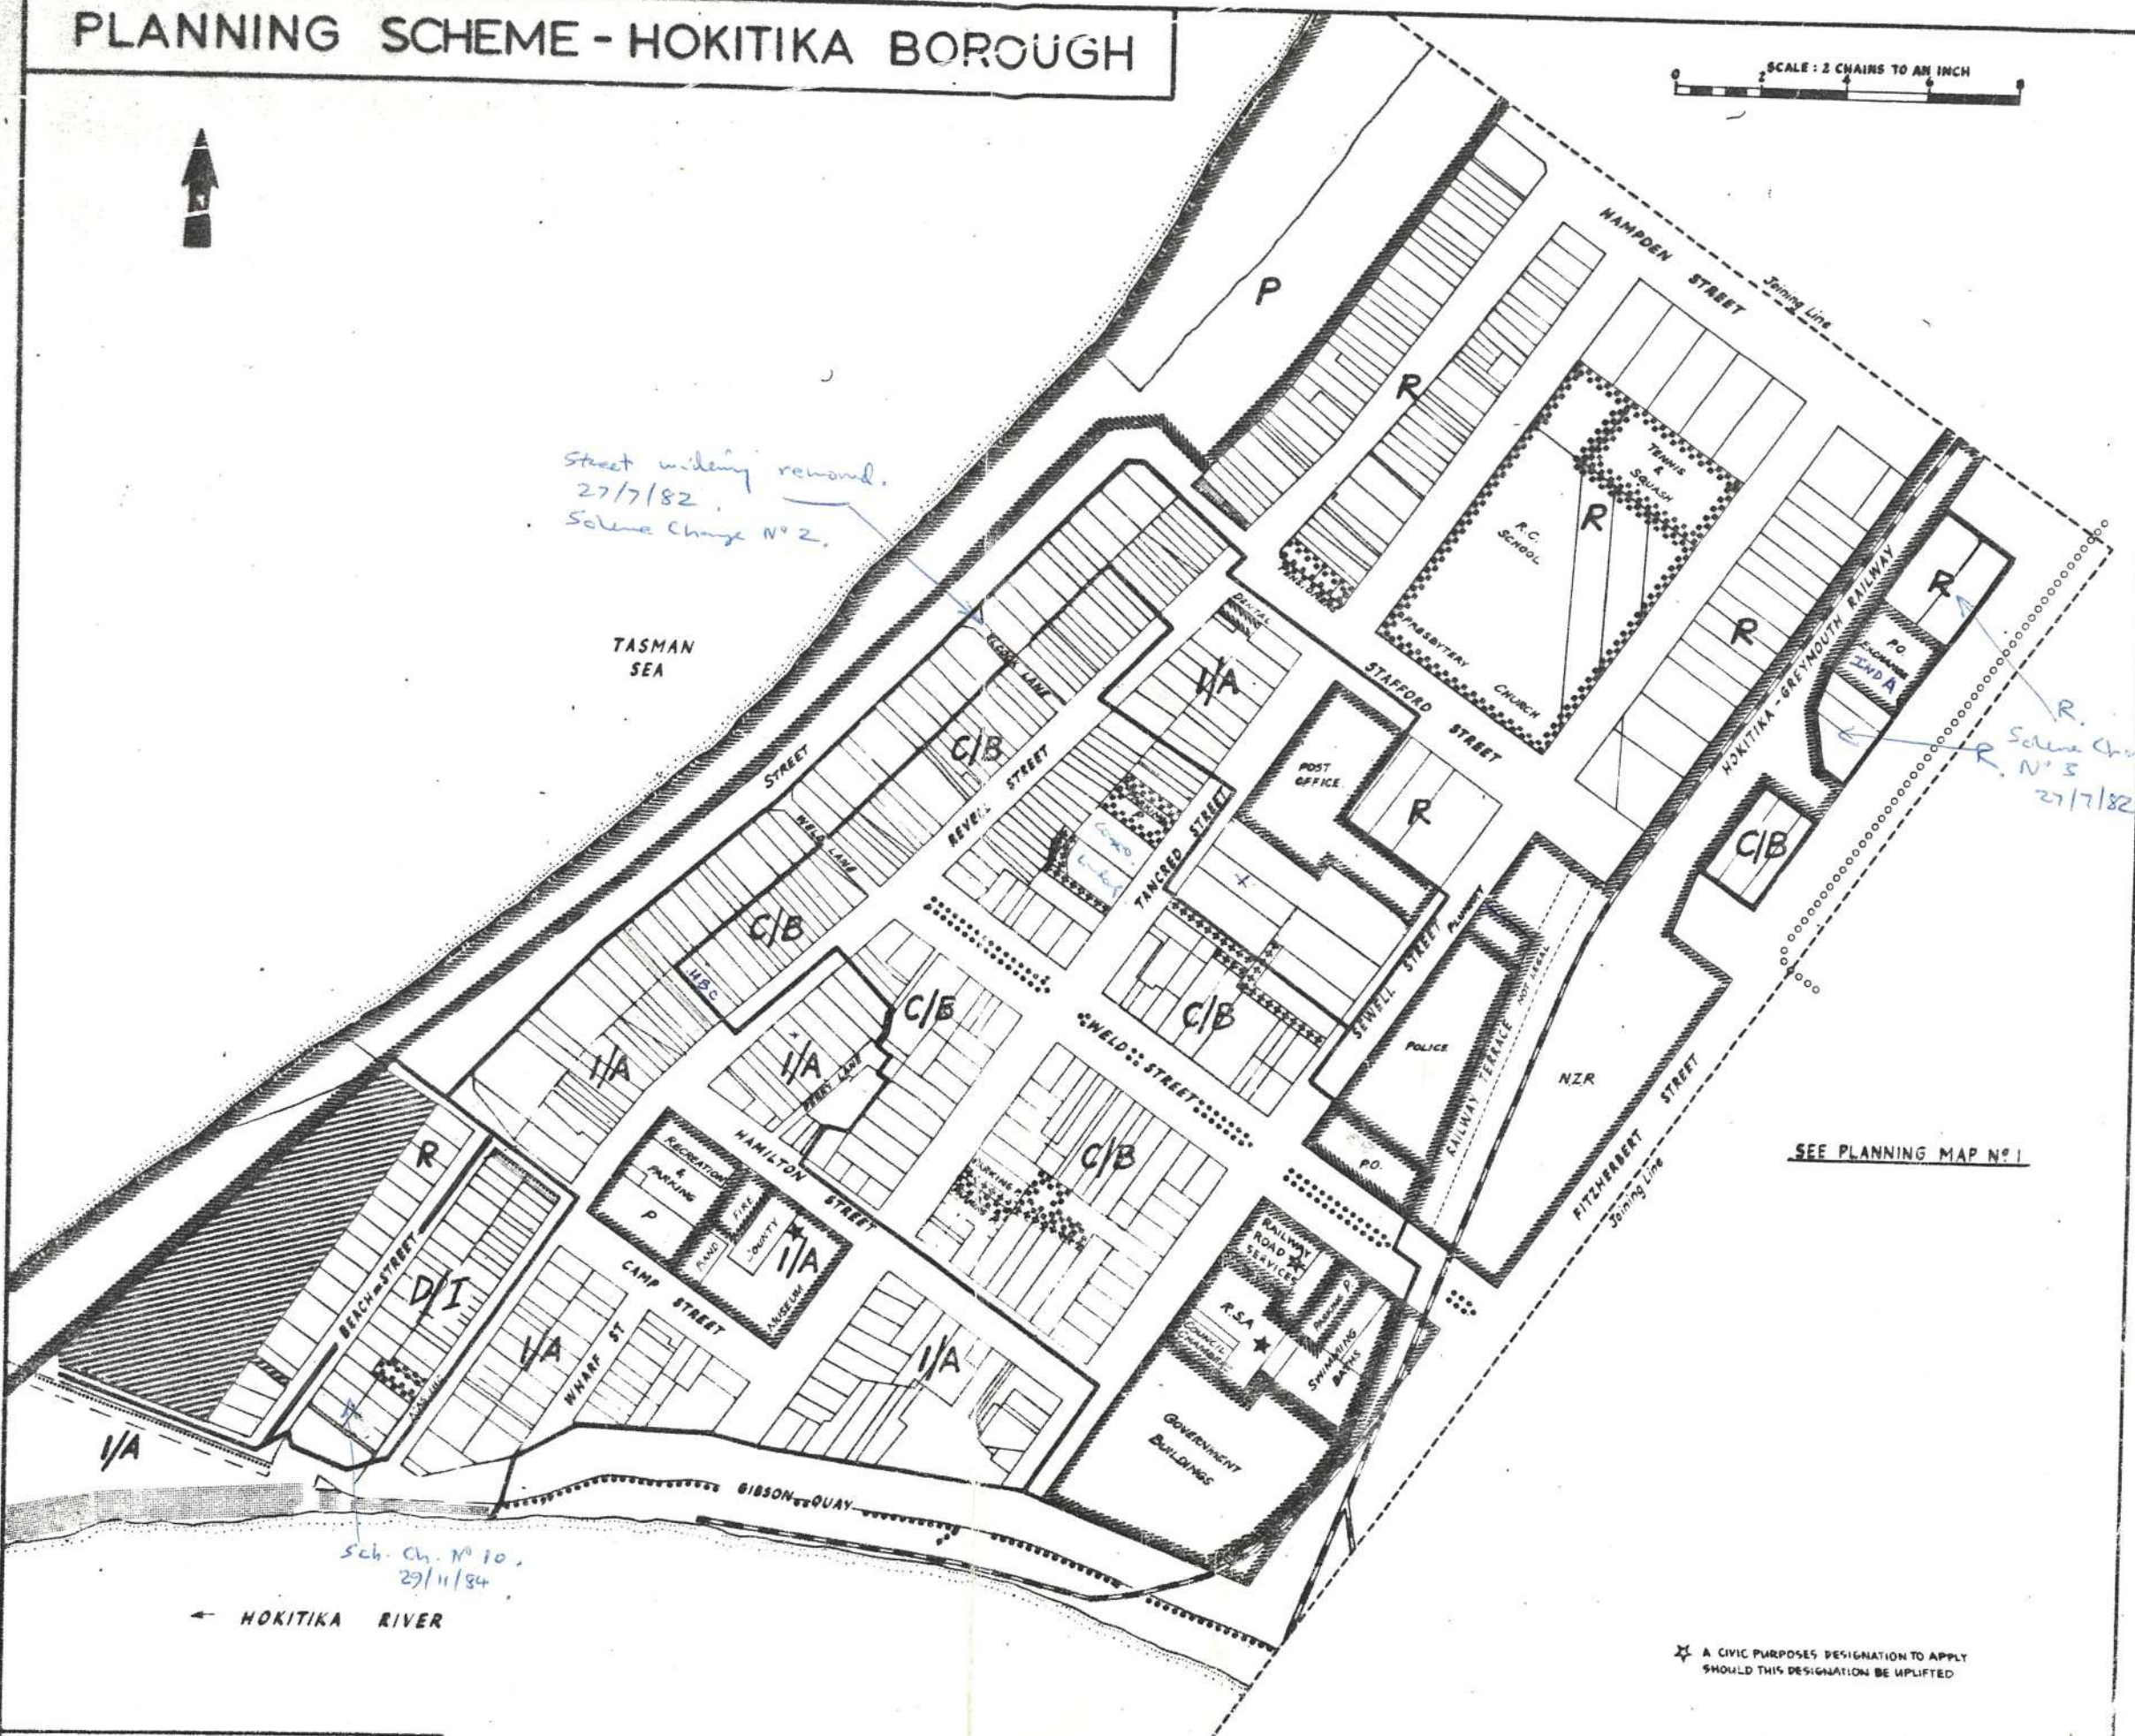 PLANNING SCHEME - HOKITIKA BOROUGH
SCALE : 2 CHAINS TO AN INCH
0 2 4 6 8
HAMPDEN STREET
Joining Line
P
R
TENNIS
&
SQUASH
R
R.C.
SCHOOL
PRESBYTERY
CHURCH
R
HOKITIKA - GREYMOUTH RAILWAY
R
P.O.
EXCHANGE
IND A
R.
R. Nº 3
27/7/82
C/B
Street widening removed.
27/7/82.
Scheme Change Nº 2.
TASMAN
SEA
STREET
LANE
DENTAL
I/A
STAFFORD STREET
POST
OFFICE
R
C/B
REVELL STREET
TANCRED STREET
WELD LANE
C/B
HBC
C/B
C/B
SEWELL STREET
PLUNKET
POLICE
RAILWAY TERRACE
NOT LEGAL
N.Z.R
FITZHERBERT STREET
Joining Line
SEE PLANNING MAP Nº 1
WELD STREET
I/A
I/A
LANE
P.O.
C/B
PARKING
HAMILTON STREET
RECREATION
&
PARKING
P
FIRE
COUNTY
I/A
MUSEUM
CAMP STREET
R
BEACH STREET
D/I
I/A
WHARF ST
I/A
RAILWAY
ROAD
SERVICES
R.S.A
COUNCIL
PARKING
SWIMMING
BATHS
GOVERNMENT
BUILDINGS
I/A
GIBSON QUAY
Sch. Ch. Nº 10.
29/11/84.
← HOKITIKA RIVER
☆ A CIVIC PURPOSES DESIGNATION TO APPLY
SHOULD THIS DESIGNATION BE UPLIFTED